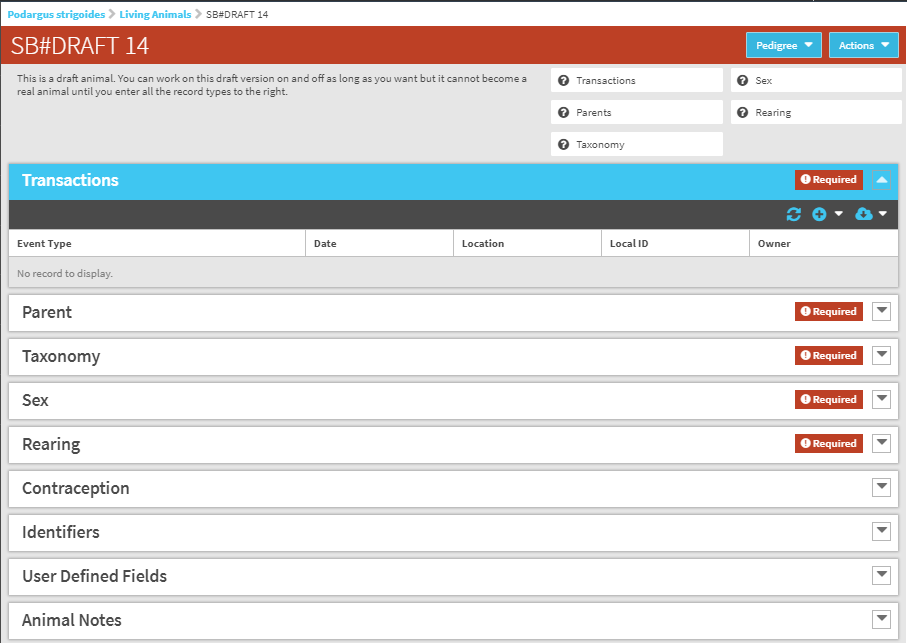 Podargus strigoides > Living Animals > SB#DRAFT 14
SB#DRAFT 14
Pedigree
Actions
This is a draft animal. You can work on this draft version on and off as long as you want but it cannot become a
real animal until you enter all the record types to the right.
Transactions
Sex
Parents
Rearing
Taxonomy
Transactions
Required
Event Type Date Location Local ID Owner
No record to display.
Parent
Required
Taxonomy
Required
Sex
Required
Rearing
Required
Contraception
Identifiers
User Defined Fields
Animal Notes